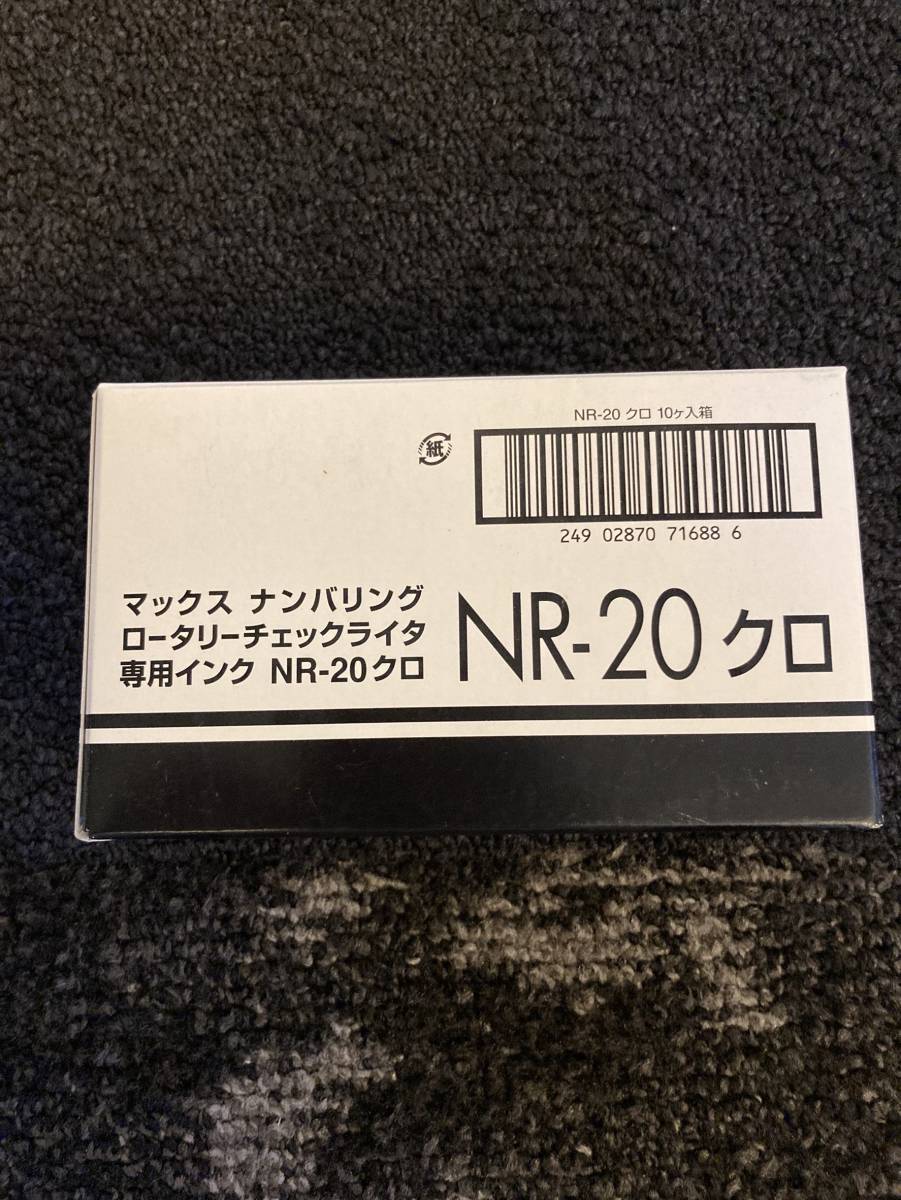 NR-20 クロ 10ヶ入箱
紙
249 02870 71688 6
マックス ナンバリング
ロータリーチェックライタ
専用インク NR-20クロ
NR-20 クロ